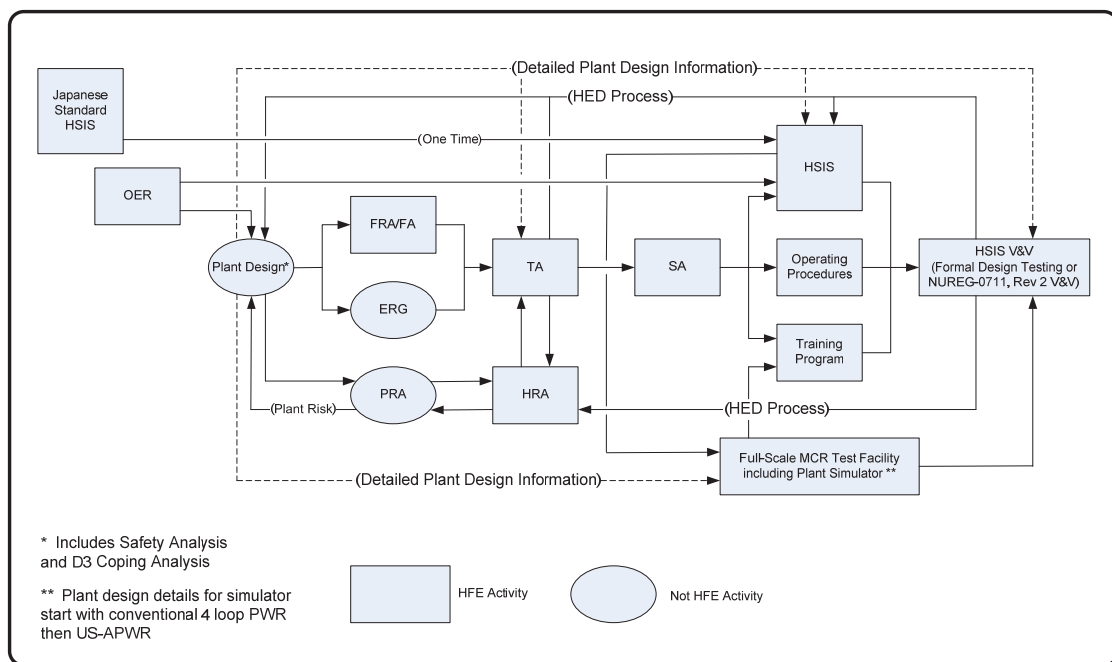 (Detailed Plant Design Information)
Japanese
Standard
HSIS
(HED Process)
(One Time)
HSIS
OER
FRA/FA
Plant Design*
TA
SA
Operating
Procedures
HSIS V&V
(Formal Design Testing or
NUREG-0711, Rev 2 V&V)
ERG
Training
Program
PRA
HRA
(Plant Risk)
(HED Process)
Full-Scale MCR Test Facility
including Plant Simulator **
(Detailed Plant Design Information)
* Includes Safety Analysis
and D3 Coping Analysis
** Plant design details for simulator
start with conventional 4 loop PWR
then US-APWR
HFE Activity
Not HFE Activity